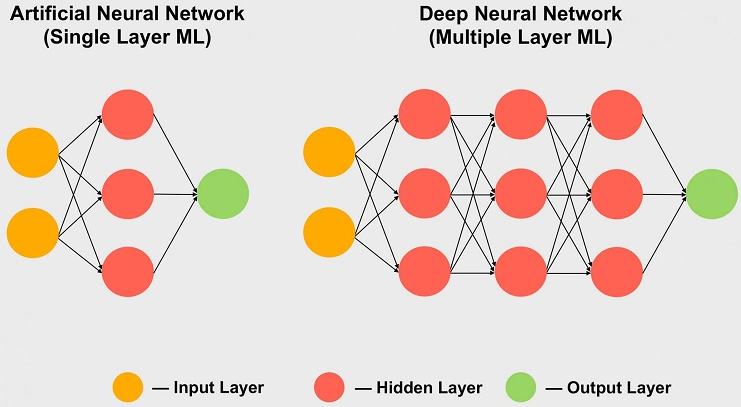 Artificial Neural Network
(Single Layer ML)
Deep Neural Network
(Multiple Layer ML)
— Input Layer
— Hidden Layer
— Output Layer